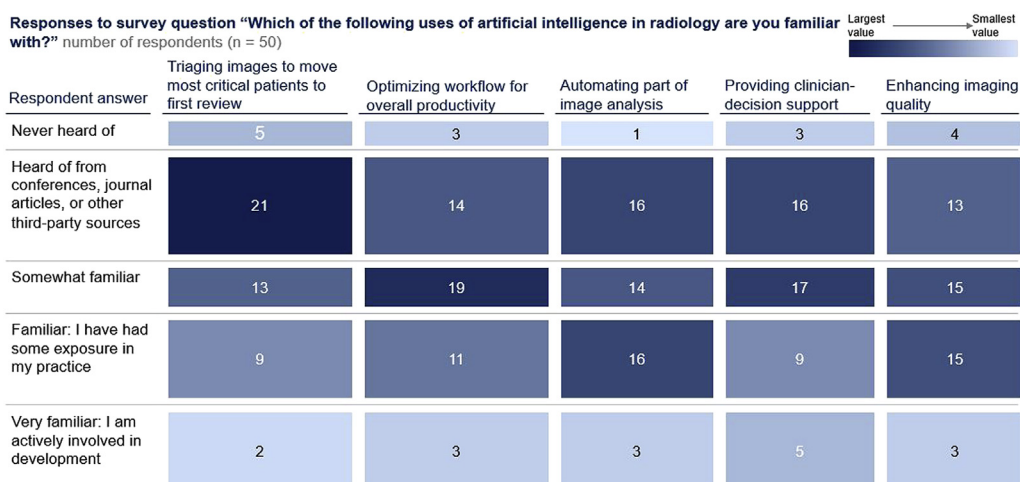 Responses to survey question “Which of the following uses of artificial intelligence in radiology are you familiar
with?” number of respondents (n = 50)
Largest
value
Smallest
value
Respondent answer
Triaging images to move
most critical patients to
first review
Optimizing workflow for
overall productivity
Automating part of
image analysis
Providing clinician-
decision support
Enhancing imaging
quality
Never heard of
5 3 1 3 4
Heard of from
conferences, journal
articles, or other
third-party sources
21 14 16 16 13
Somewhat familiar
13 19 14 17 15
Familiar: I have had
some exposure in
my practice
9 11 16 9 15
Very familiar: I am
actively involved in
development
2 3 3 5 3